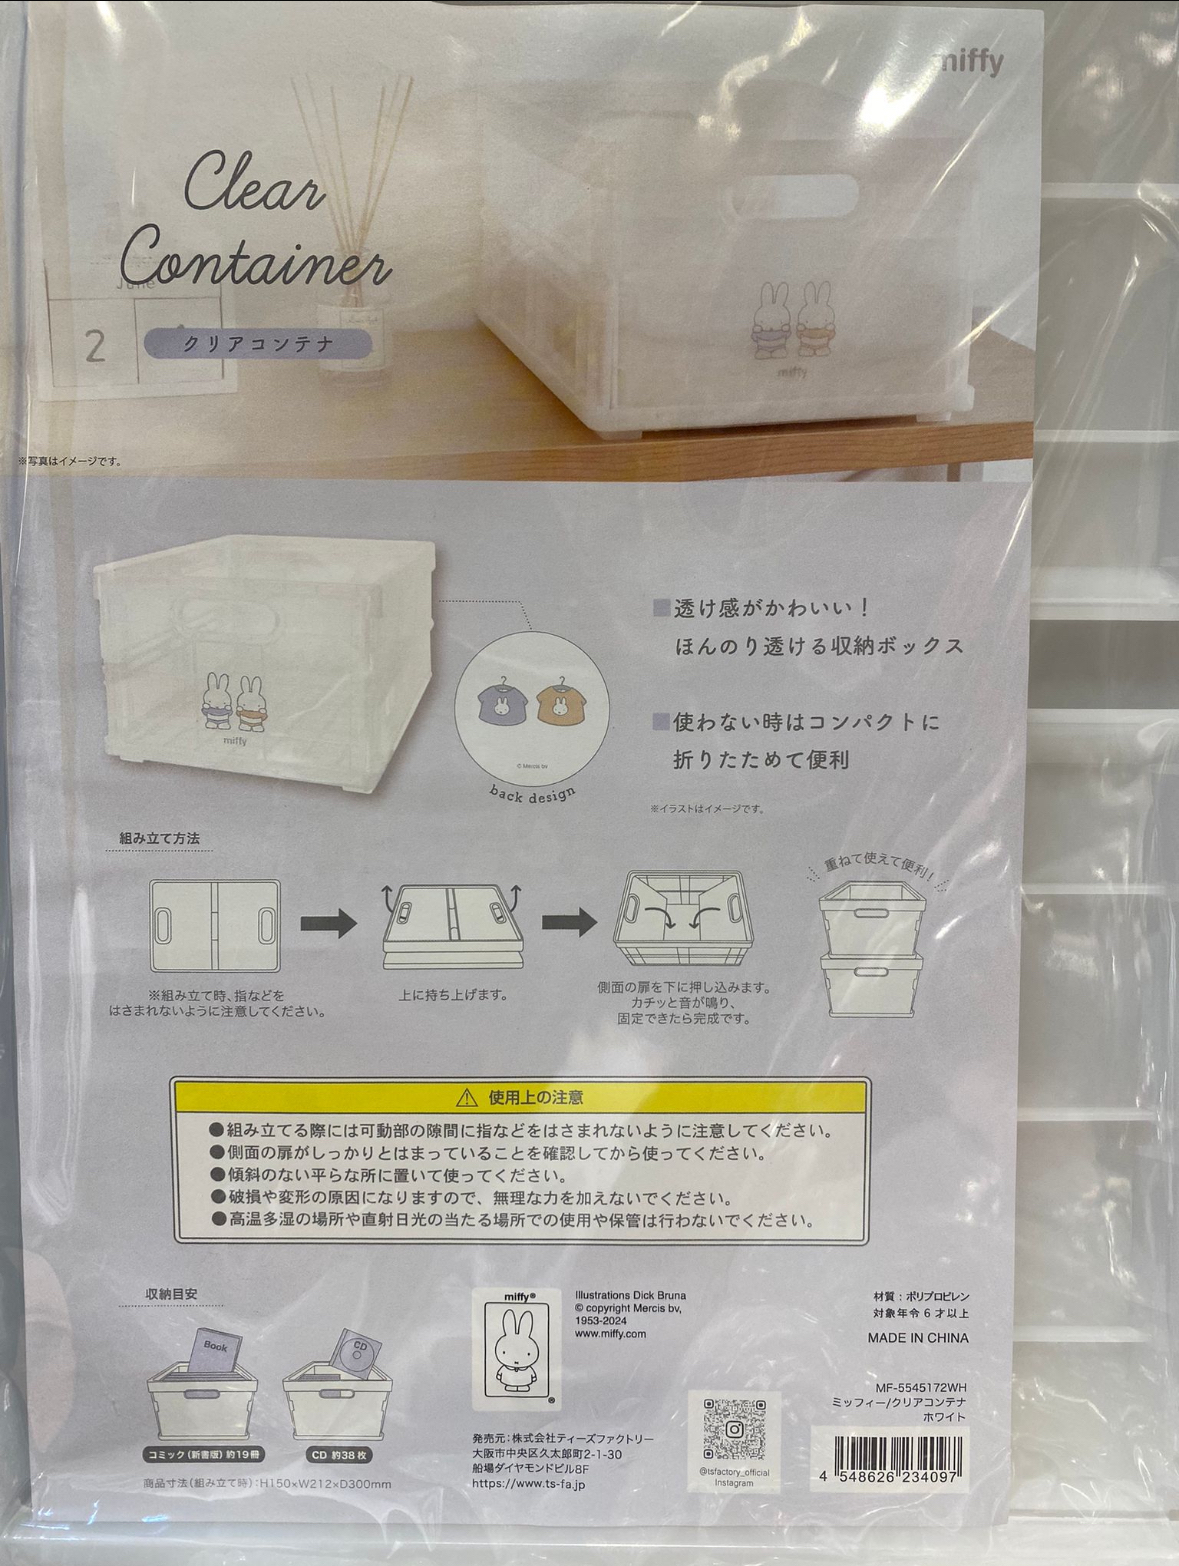 miffy
Clear
Container
June
2
クリアコンテナ
miffy
※写真はイメージです。
miffy
© Mercis bv
back design
■透け感がかわいい！
ほんのり透ける収納ボックス
■使わない時はコンパクトに
折りたためて便利
※イラストはイメージです。
組み立て方法
重ねて使えて便利！
※組み立て時、指などを
はさまれないように注意してください。
上に持ち上げます。
側面の扉を下に押し込みます。
カチッと音が鳴り、
固定できたら完成です。
⚠ 使用上の注意
●組み立てる際には可動部の隙間に指などをはさまれないように注意してください。
●側面の扉がしっかりとはまっていることを確認してから使ってください。
●傾斜のない平らな所に置いて使ってください。
●破損や変形の原因になりますので、無理な力を加えないでください。
●高温多湿の場所や直射日光の当たる場所での使用や保管は行わないでください。
収納目安
Book
CD
コミック（新書版）約19冊
CD 約38枚
商品寸法（組み立て時）：H150×W212×D300mm
miffy®
®
Illustrations Dick Bruna
© copyright Mercis bv,
1953-2024
www.miffy.com
発売元：株式会社ティーズファクトリー
大阪市中央区久太郎町2-1-30
船場ダイヤモンドビル8F
https://www.ts-fa.jp
@tsfactory_official
Instagram
材質：ポリプロピレン
対象年令6才以上
MADE IN CHINA
MF-5545172WH
ミッフィー/クリアコンテナ
ホワイト
4 548626 234097